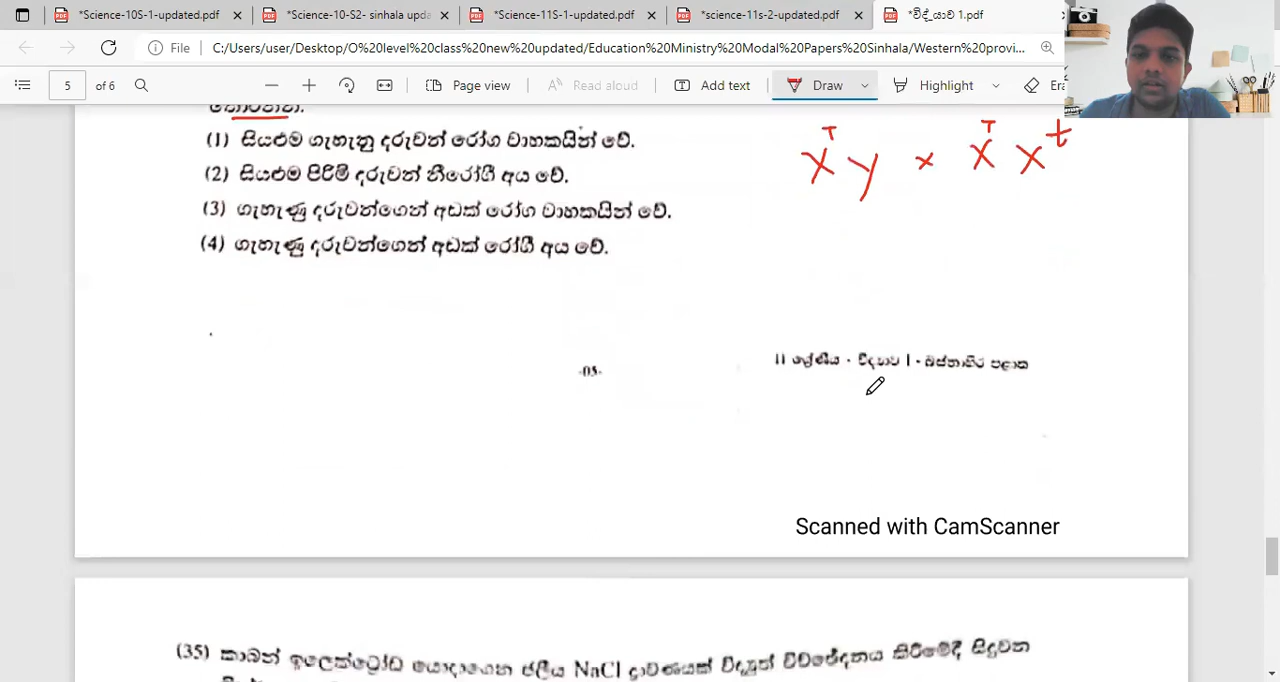 *Science-10S-1-updated.pdf
*Science-10-S2- sinhala upda
*Science-11S-1-updated.pdf
*science-11s-2-updated.pdf
*විද්‍යාව 1.pdf
File
C:/Users/user/Desktop/O%20level%20class%20new%20updated/Education%20Ministry%20Modal%20Papers%20Sinhala/Western%20provi...
5 of 6
Page view
Read aloud
Add text
Draw
Highlight
Era
තෝරන්න.
(1) සියළුම ගැහැනු දරුවන් රෝග වාහකයින් වේ.
(2) සියළුම පිරිමි දරුවන් නීරෝගී අය වේ.
(3) ගැහැණු දරුවන්ගෙන් අඩක් රෝග වාහකයින් වේ.
(4) ගැහැණු දරුවන්ගෙන් අඩක් රෝගී අය වේ.
X^T y × X^T X^t
-05-
11 ශ්‍රේණිය - විද්‍යාව I - බස්නාහිර පළාත
Scanned with CamScanner
(35) කාබන් ඉලෙක්ට්‍රෝඩ යොදාගෙන ජලීය NaCl ද්‍රාවණයක් විද්‍යුත් විච්ඡේදනය කිරීමේදී සිදුවන